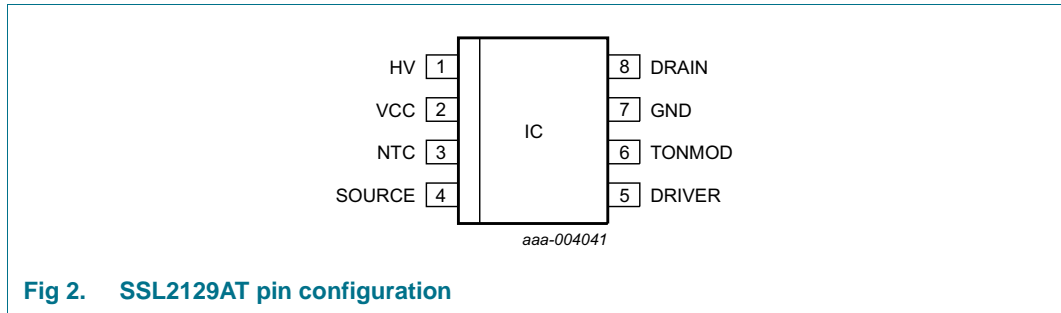 HV 1
8 DRAIN
VCC 2
7 GND
IC
NTC 3
6 TONMOD
SOURCE 4
5 DRIVER
aaa-004041
Fig 2. SSL2129AT pin configuration